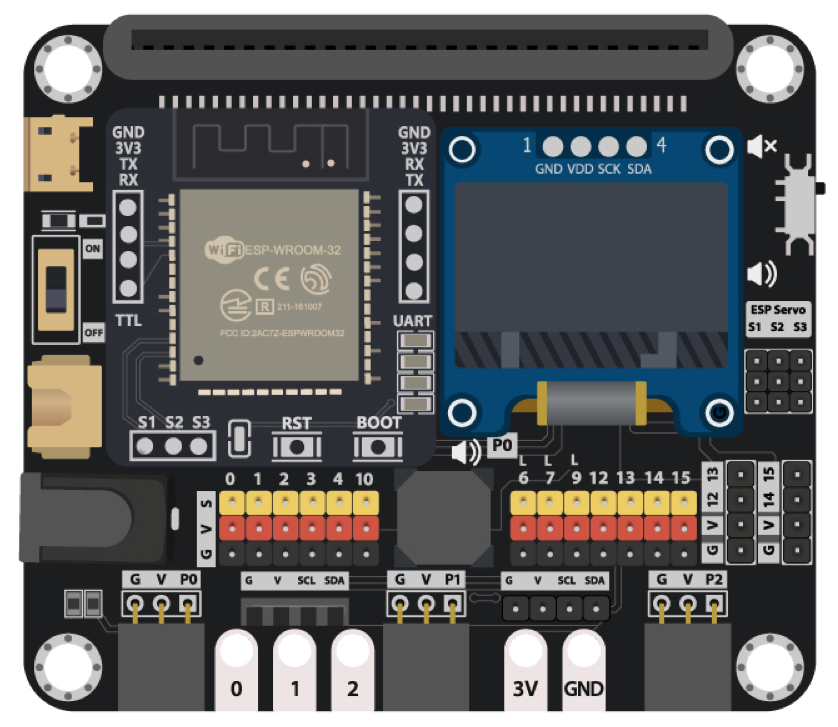 GND
3V3
TX
RX
TTL
GND
3V3
RX
TX
UART
1
4
GND VDD SCK SDA
ON
OFF
WiFi ESP-WROOM-32
CE
R 211-161007
FCC ID:2AC7Z-ESPWROOM32
ESP Servo
S1 S2 S3
S1 S2 S3
RST
BOOT
P0
L L L
0 1 2 3 4 10
6 7 9 12 13 14 15
S
V
G
13
12
V
G
15
14
V
G
G V P0
G V SCL SDA
G V P1
G V SCL SDA
G V P2
0
1
2
3V
GND